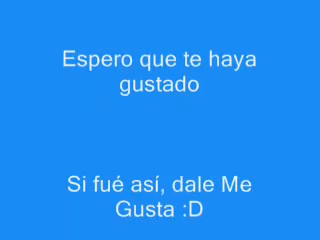 Espero que te haya
gustado
Si fué así, dale Me
Gusta :D